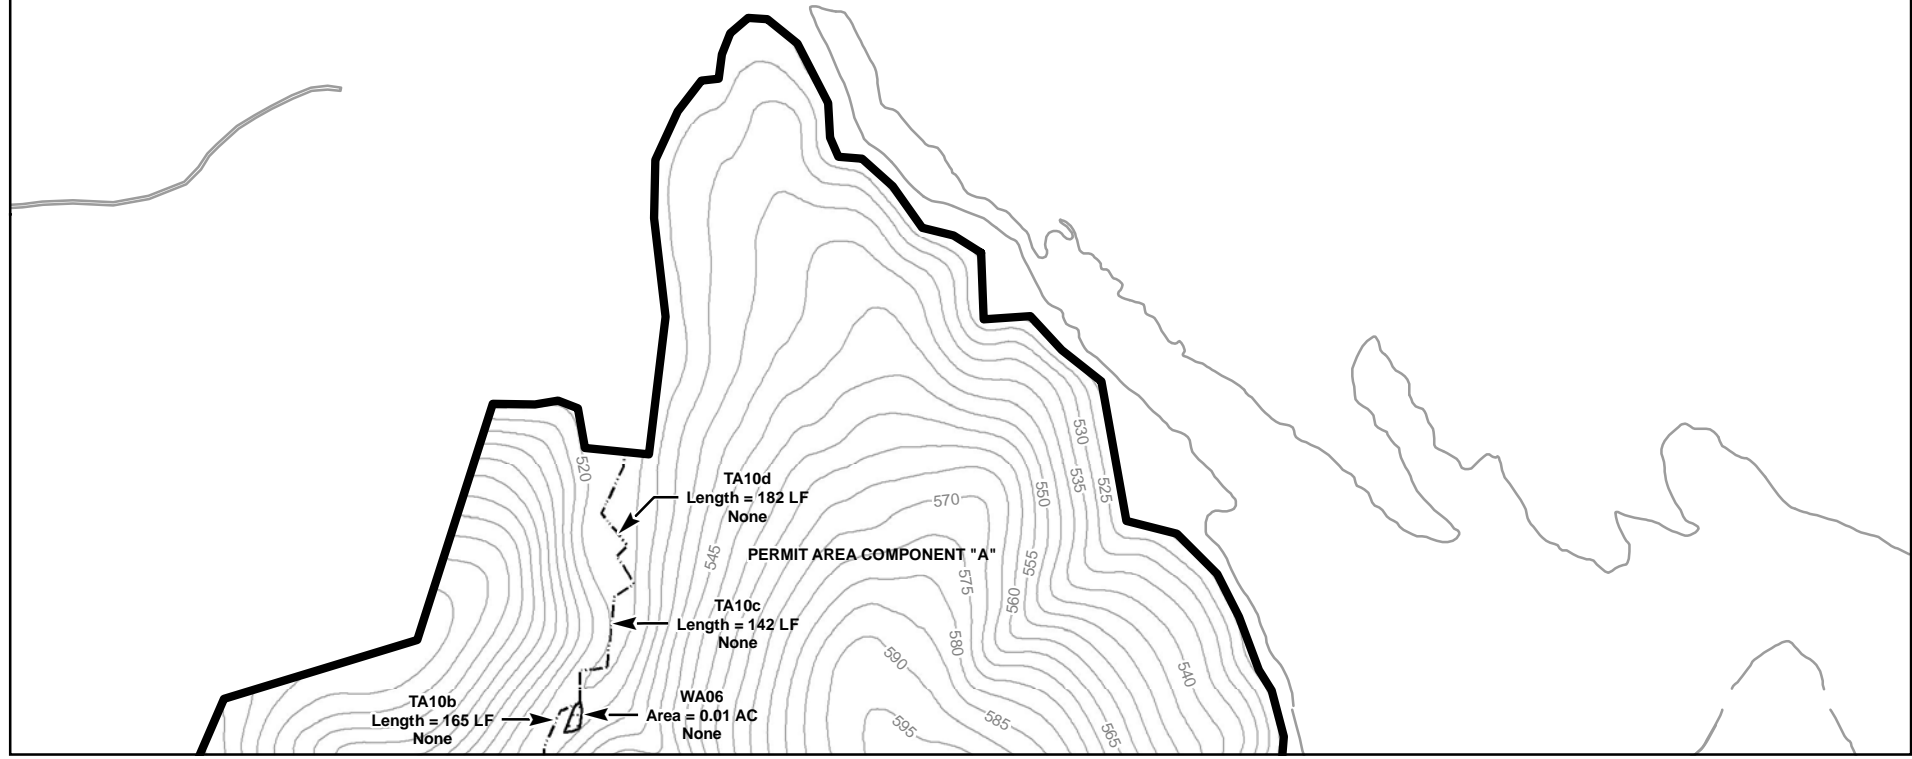 530
520
535
525
TA10d
Length = 182 LF
None
550
570
545
PERMIT AREA COMPONENT "A"
555
575
560
TA10c
Length = 142 LF
None
580
590
540
TA10b
Length = 165 LF
None
WA06
Area = 0.01 AC
None
595
585
565